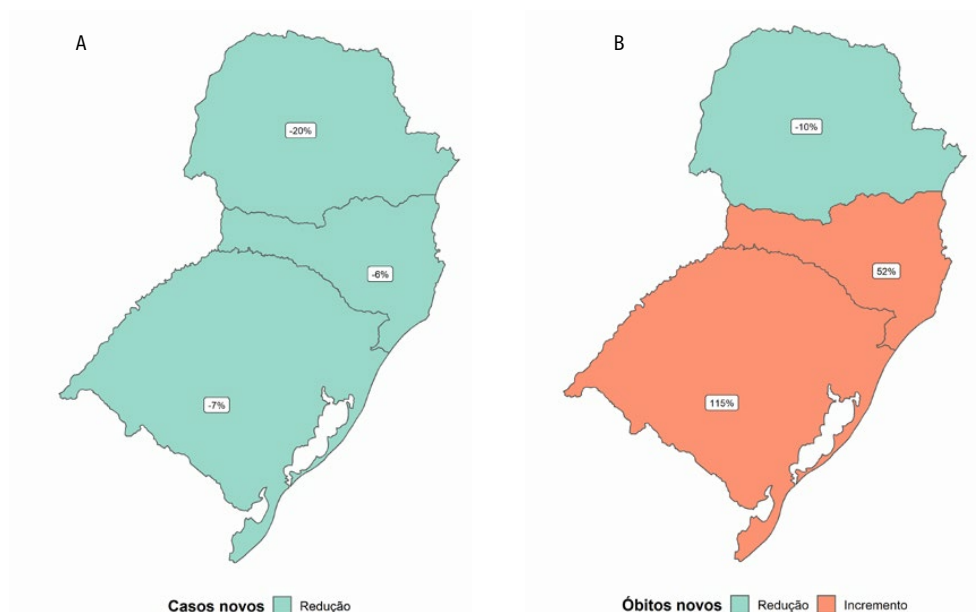 A
-20%
-6%
-7%
Casos novos Redução
B
-10%
52%
115%
Óbitos novos Redução Incremento